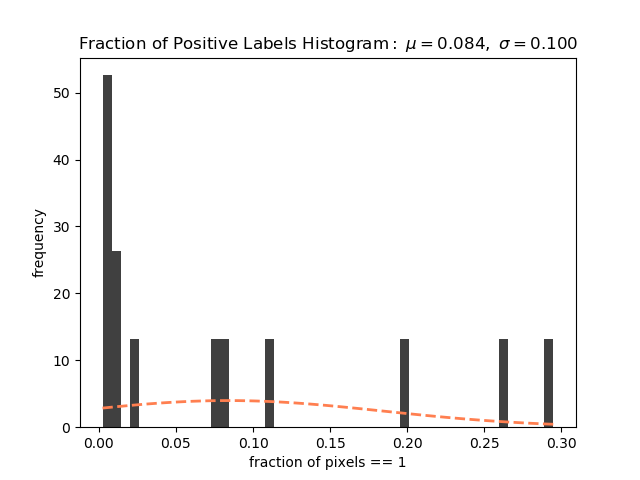 Fraction of Positive Labels Histogram : μ = 0.084, σ = 0.100
50
40
30
20
10
0
frequency
0.00 0.05 0.10 0.15 0.20 0.25 0.30
fraction of pixels == 1